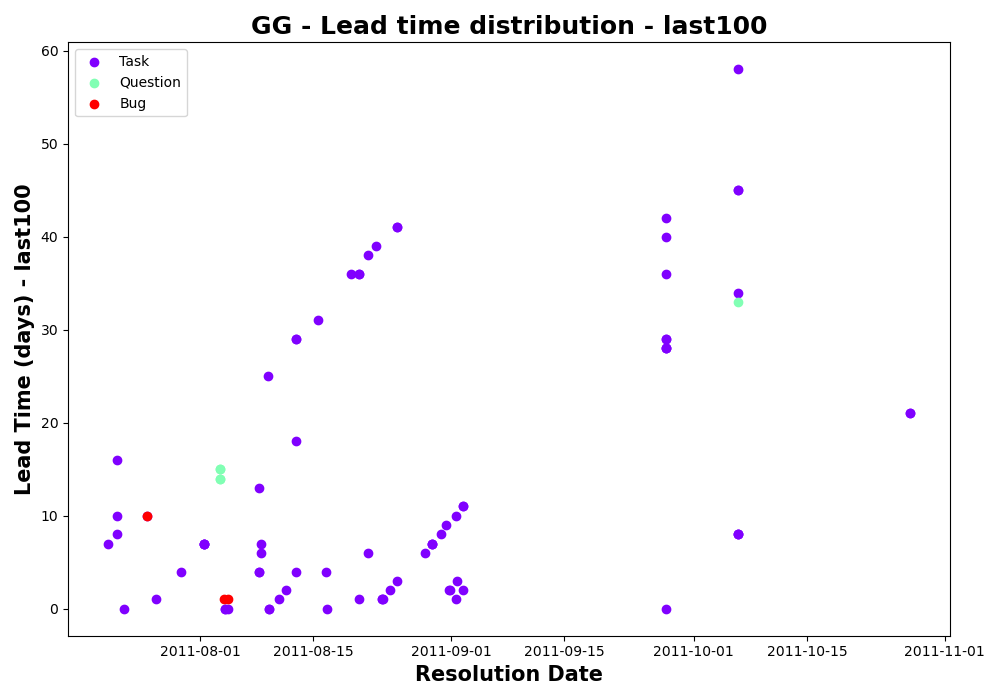 GG - Lead time distribution - last100
Task
Question
Bug
Lead Time (days) - last100
60
50
40
30
20
10
0
2011-08-01
2011-08-15
2011-09-01
2011-09-15
2011-10-01
2011-10-15
2011-11-01
Resolution Date